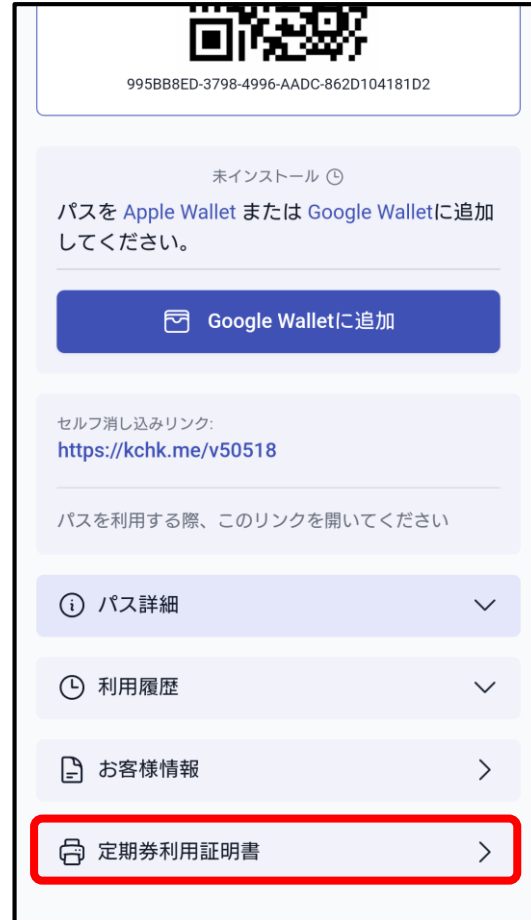 995BB8ED-3798-4996-AADC-862D104181D2
未インストール
パスを Apple Wallet または Google Walletに追加
してください。
Google Walletに追加
セルフ消し込みリンク:
https://kchk.me/v50518
パスを利用する際、このリンクを開いてください
パス詳細
利用履歴
お客様情報
定期券利用証明書